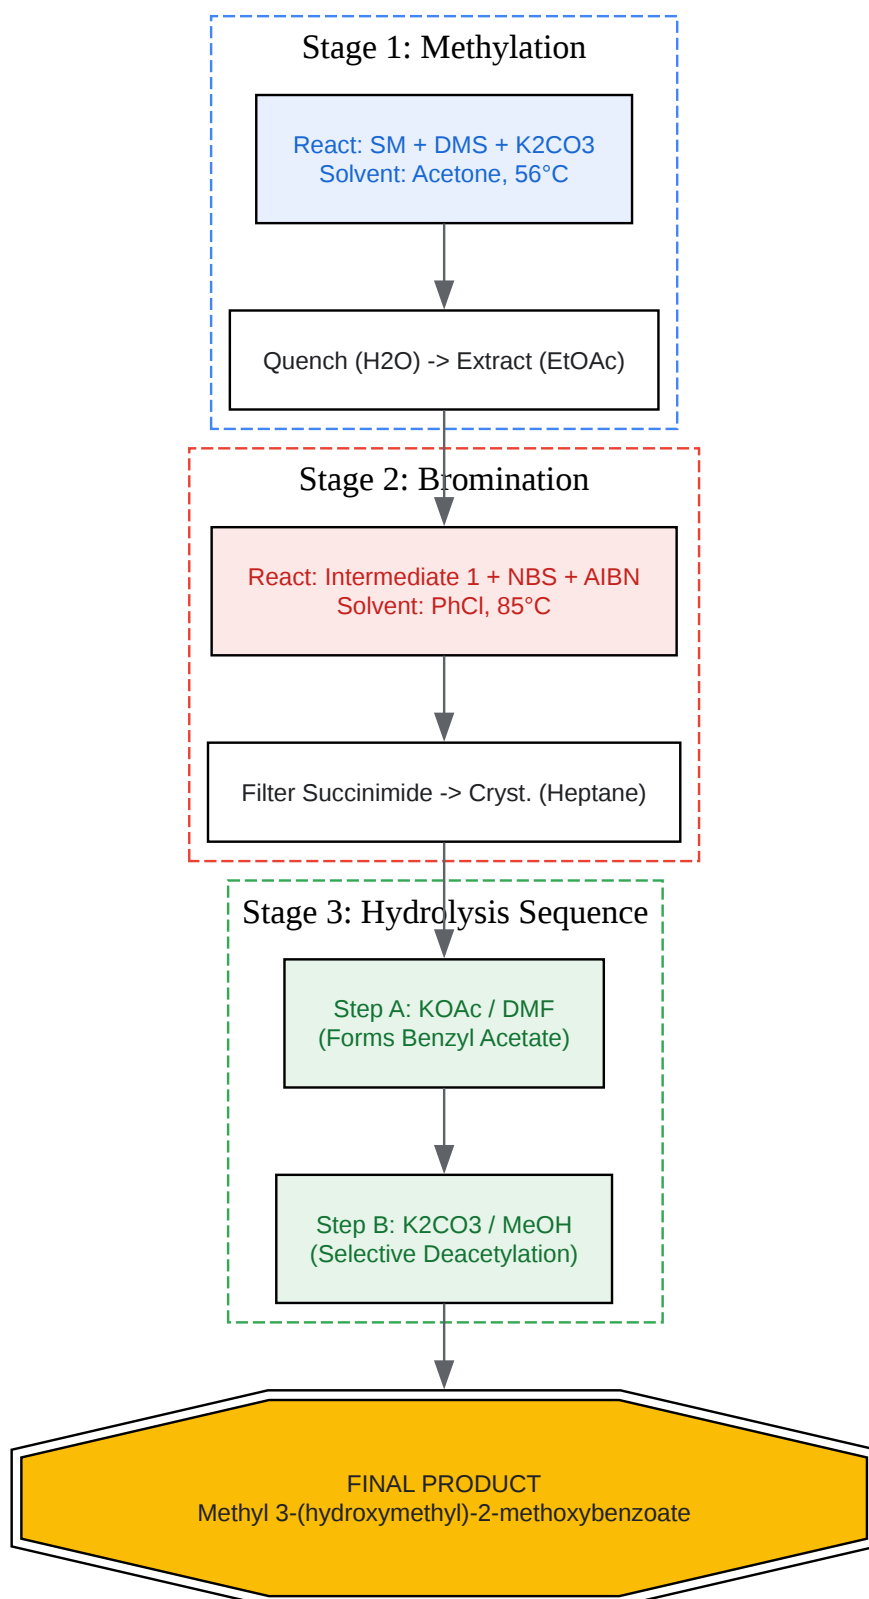 Stage 1: Methylation
React: SM + DMS + K2CO3
Solvent: Acetone, 56°C
Quench (H2O) -> Extract (EtOAc)
Stage 2: Bromination
React: Intermediate 1 + NBS + AIBN
Solvent: PhCl, 85°C
Filter Succinimide -> Cryst. (Heptane)
Stage 3: Hydrolysis Sequence
Step A: KOAc / DMF
(Forms Benzyl Acetate)
Step B: K2CO3 / MeOH
(Selective Deacetylation)
FINAL PRODUCT
Methyl 3-(hydroxymethyl)-2-methoxybenzoate